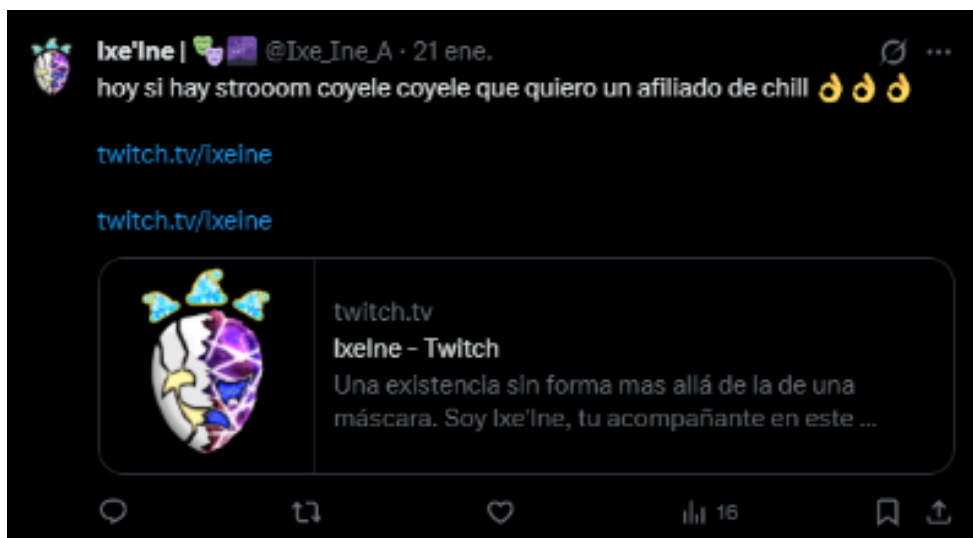 Ixe'Ine | @Ixe_Ine_A · 21 ene.
hoy si hay strooom coyele coyele que quiero un afiliado de chill 👌👌👌
twitch.tv/ixeine
twitch.tv/ixeine
twitch.tv
IxeIne - Twitch
Una existencia sin forma mas allá de la de una
máscara. Soy Ixe'Ine, tu acompañante en este ...
16